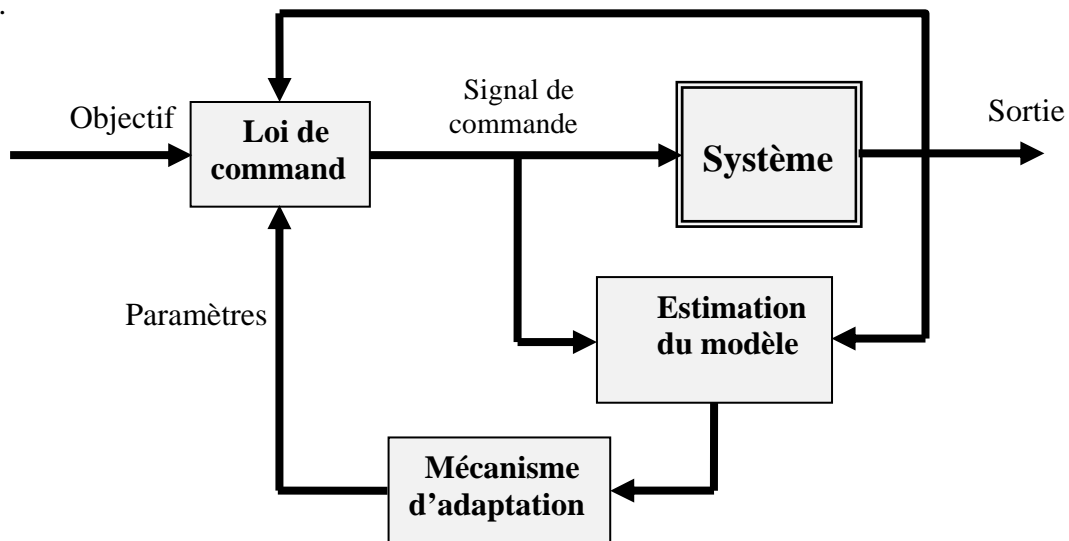 .
Objectif
Loi de
command
Signal de
commande
Système
Sortie
Paramètres
Estimation
du modèle
Mécanisme
d’adaptation